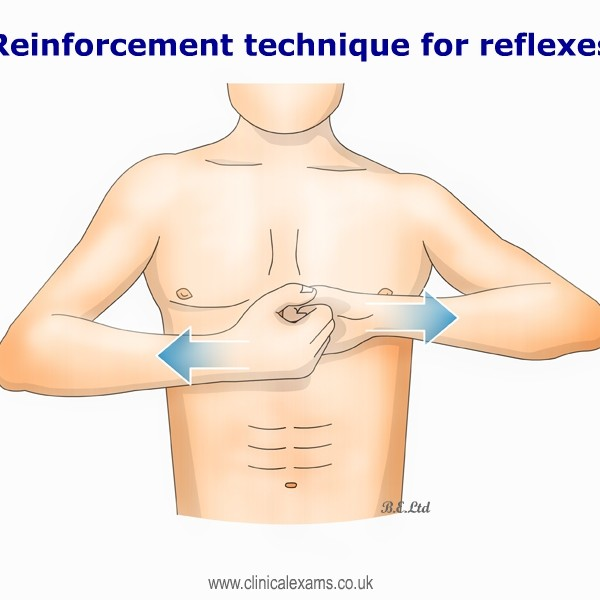 Reinforcement technique for reflexes
B.E.Ltd
www.clinicalexams.co.uk